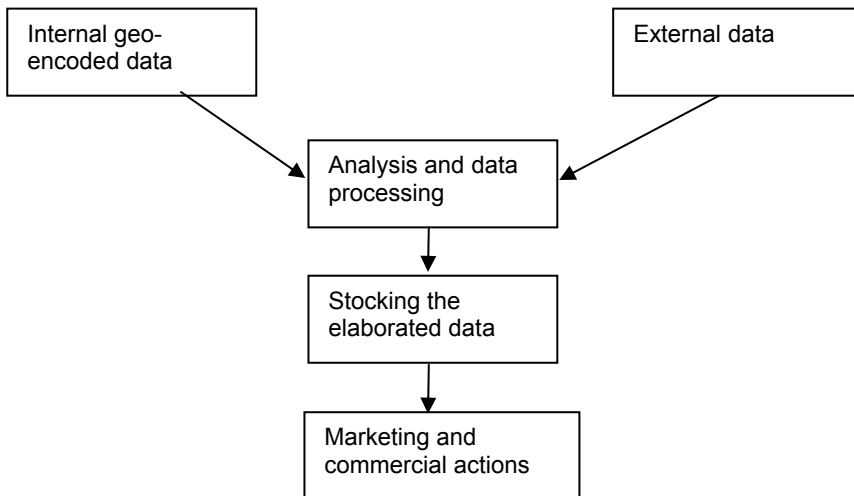 Internal geo-
encoded data
External data
Analysis and data
processing
Stocking the
elaborated data
Marketing and
commercial actions